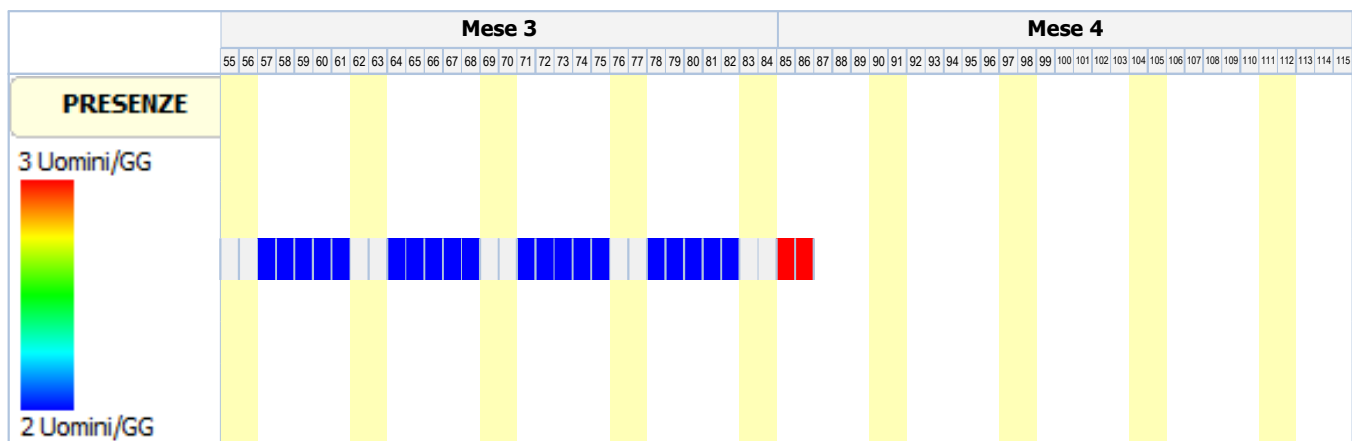 Mese 3 Mese 4
55 56 57 58 59 60 61 62 63 64 65 66 67 68 69 70 71 72 73 74 75 76 77 78 79 80 81 82 83 84 85 86 87 88 89 90 91 92 93 94 95 96 97 98 99 100 101 102 103 104 105 106 107 108 109 110 111 112 113 114 115
PRESENZE
3 Uomini/GG
2 Uomini/GG